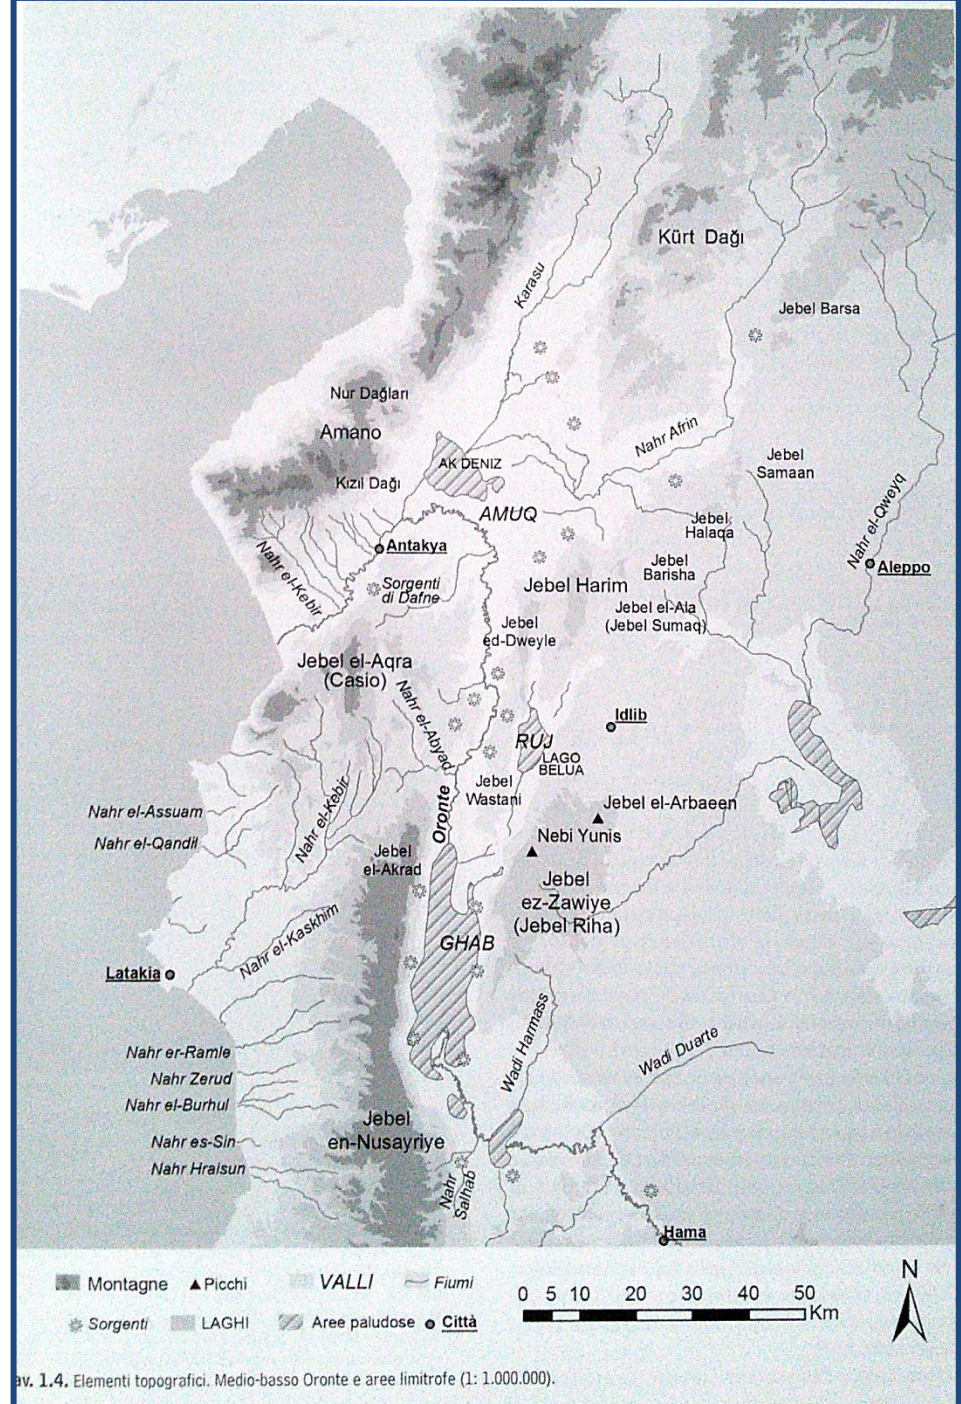 Kürt Dağı
Karasu
Jebel Barsa
Nur Dağları
Amano
Nahr Afrin
AK DENIZ
Jebel
Samaan
Kızıl Dağı
AMUQ
Jebel
Halaqa
Nahr el-Qweyq
Nahr el-Kebir
Antakya
Aleppo
Sorgenti
di Dafne
Jebel Harim
Jebel
Barisha
Jebel el-Ala
(Jebel Sumaq)
Jebel
ed-Dweyle
Jebel el-Aqra
(Casio)
Nahr el-Abyad
Idlib
RUJ
LAGO
BELUA
Jebel
Wastani
Oronte
Nahr el-Kebir
Nahr el-Assuam
Nahr el-Qandil
Jebel el-Arbaeen
Nebi Yunis
Jebel
el-Akrad
Jebel
ez-Zawiye
(Jebel Riha)
Nahr el-Kaskhim
GHAB
Latakia
Wadi Harmass
Wadi Duarte
Nahr er-Ramle
Nahr Zerud
Nahr el-Burhul
Jebel
en-Nusayriye
Nahr es-Sin
Nahr Hraisun
Nahr
Salhab
Hama
Montagne Picchi VALLI Fiumi
Sorgenti LAGHI Aree paludose Città
0 5 10 20 30 40 50
Km
N
av. 1.4. Elementi topografici. Medio-basso Oronte e aree limitrofe (1: 1.000.000).